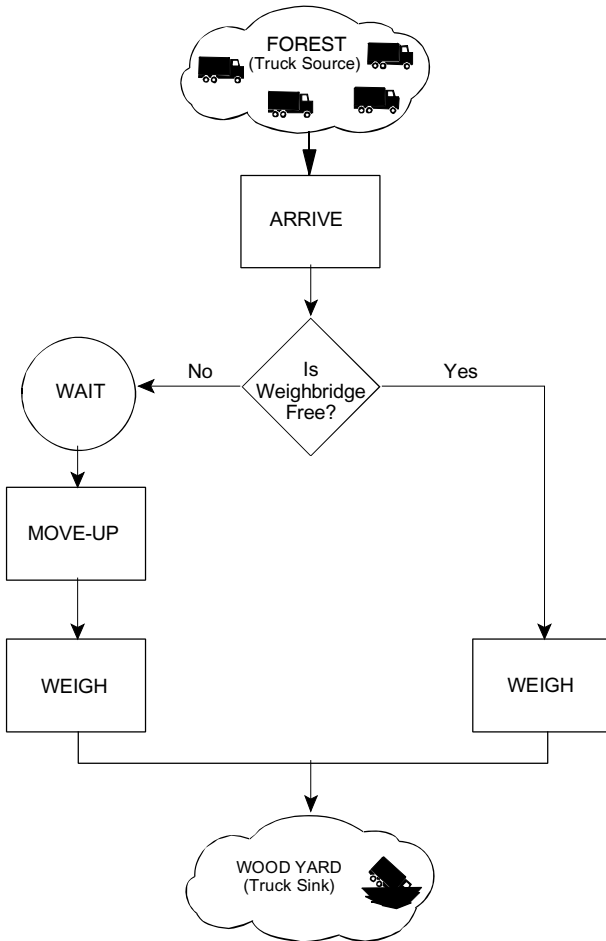 FOREST
(Truck Source)
ARRIVE
Is
Weighbridge
Free?
No
Yes
WAIT
MOVE-UP
WEIGH
WEIGH
WOOD YARD
(Truck Sink)